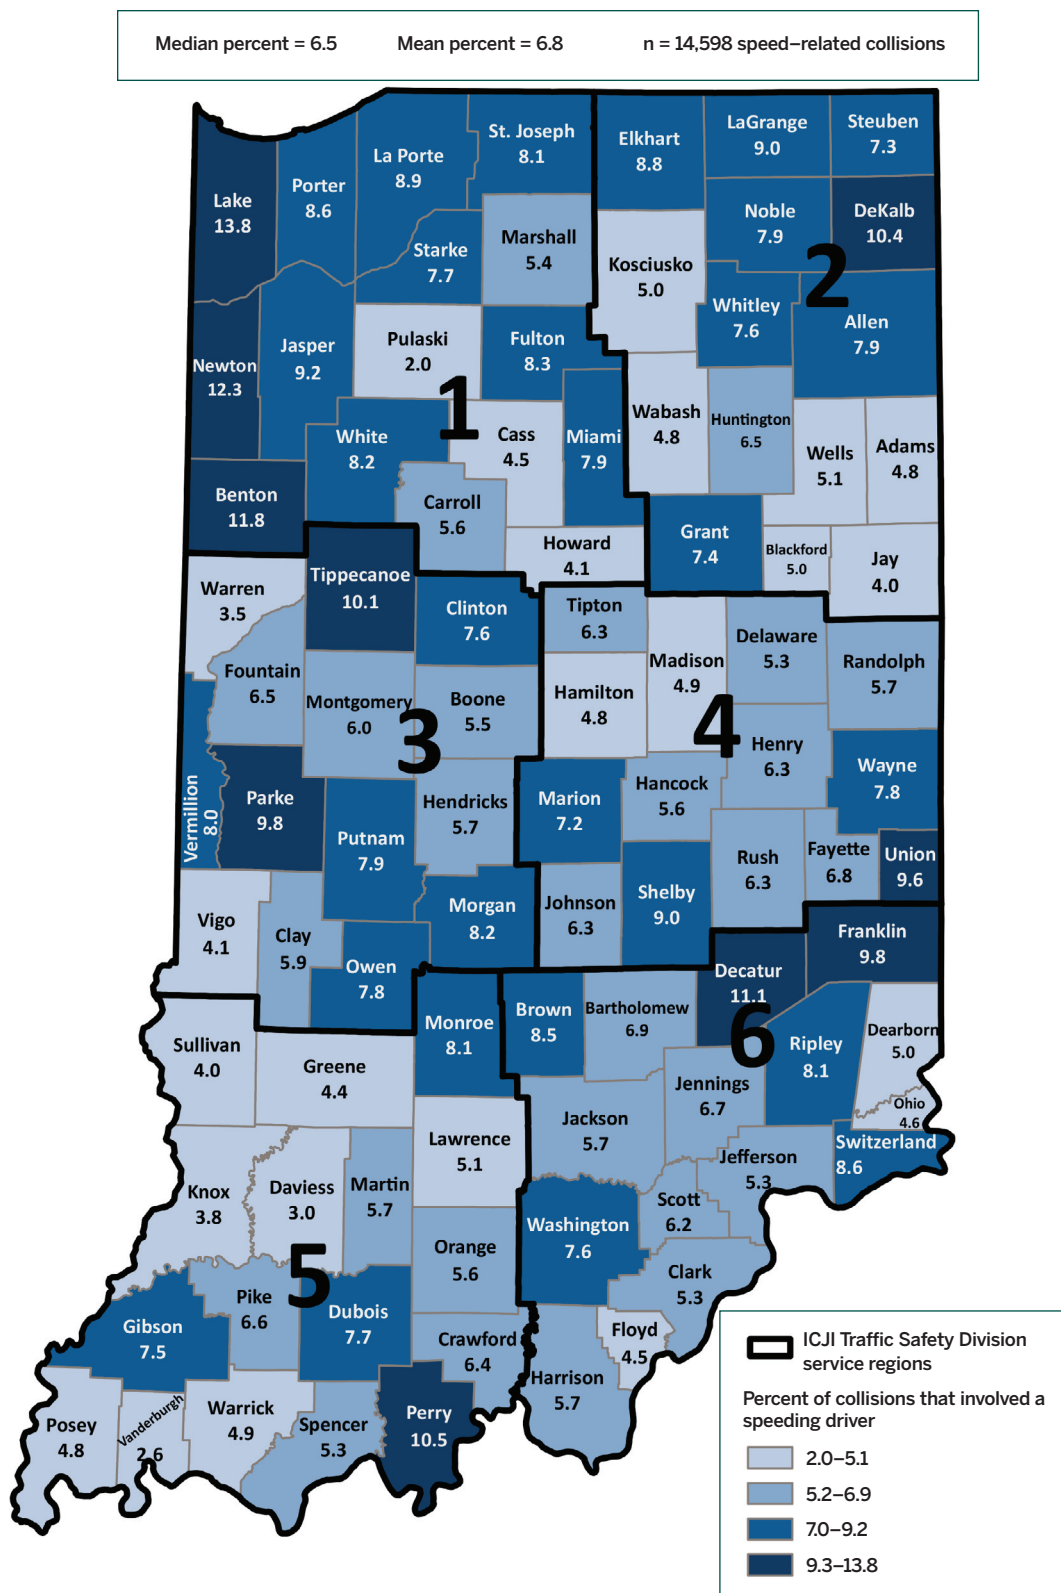 Median percent = 6.5 Mean percent = 6.8 n = 14,598 speed–related collisions
St. Joseph
8.1
Elkhart
8.8
LaGrange
9.0
Steuben
7.3
La Porte
8.9
Porter
8.6
Lake
13.8
Noble
7.9
DeKalb
10.4
Marshall
5.4
Starke
7.7
Kosciusko
5.0
2
Whitley
7.6
Allen
7.9
Pulaski
2.0
Fulton
8.3
Jasper
9.2
Newton
12.3
1
Wabash
4.8
Huntington
6.5
White
8.2
Cass
4.5
Miami
7.9
Wells
5.1
Adams
4.8
Benton
11.8
Carroll
5.6
Grant
7.4
Howard
4.1
Blackford
5.0
Jay
4.0
Warren
3.5
Tippecanoe
10.1
Clinton
7.6
Tipton
6.3
Delaware
5.3
Randolph
5.7
Madison
4.9
Fountain
6.5
Montgomery
6.0
Boone
5.5
Hamilton
4.8
3
4
Henry
6.3
Wayne
7.8
Vermillion
8.0
Parke
9.8
Hendricks
5.7
Marion
7.2
Hancock
5.6
Putnam
7.9
Rush
6.3
Fayette
6.8
Union
9.6
Morgan
8.2
Johnson
6.3
Shelby
9.0
Vigo
4.1
Clay
5.9
Owen
7.8
Franklin
9.8
Decatur
11.1
6
Monroe
8.1
Brown
8.5
Bartholomew
6.9
Ripley
8.1
Dearborn
5.0
Sullivan
4.0
Greene
4.4
Jennings
6.7
Ohio
4.6
Jackson
5.7
Lawrence
5.1
Switzerland
8.6
Jefferson
5.3
Knox
3.8
Daviess
3.0
Martin
5.7
Scott
6.2
Washington
7.6
Orange
5.6
5
Clark
5.3
Pike
6.6
Dubois
7.7
Gibson
7.5
Crawford
6.4
Floyd
4.5
Harrison
5.7
Posey
4.8
Vanderburgh
2.6
Warrick
4.9
Spencer
5.3
Perry
10.5
ICJI Traffic Safety Division
service regions
Percent of collisions that involved a
speeding driver
2.0–5.1
5.2–6.9
7.0–9.2
9.3–13.8